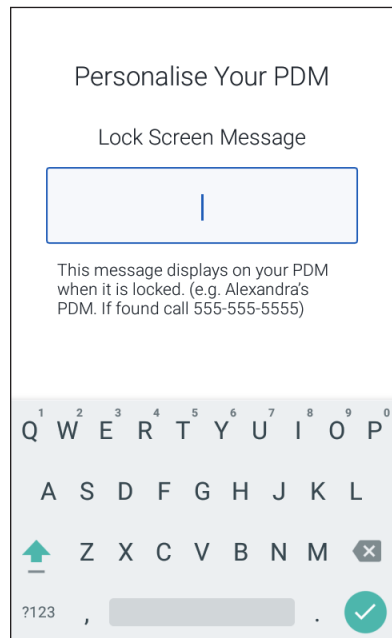 Personalise Your PDM
Lock Screen Message
This message displays on your PDM
when it is locked. (e.g. Alexandra's
PDM. If found call 555-555-5555)
1 2 3 4 5 6 7 8 9 0
Q W E R T Y U I O P
A S D F G H J K L
Z X C V B N M
?123 , .